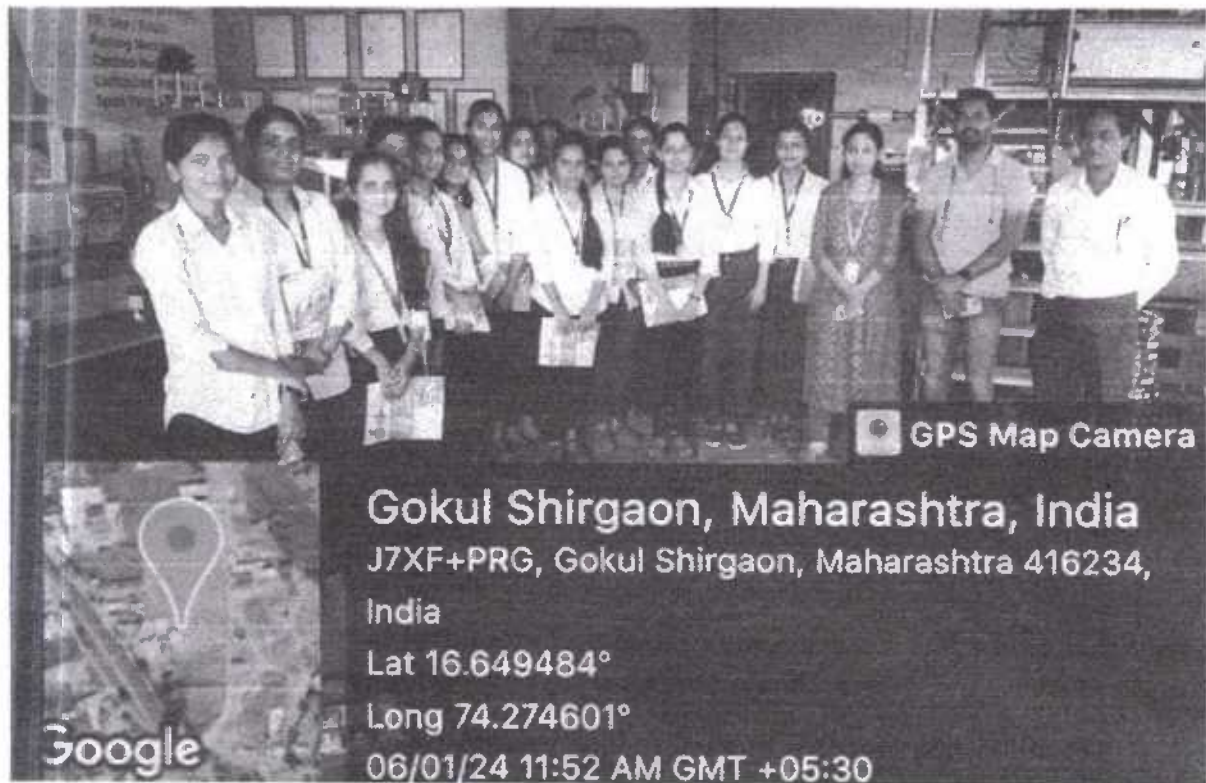 GPS Map Camera
Gokul Shirgaon, Maharashtra, India
J7XF+PRG, Gokul Shirgaon, Maharashtra 416234,
India
Lat 16.649484°
Long 74.274601°
06/01/24 11:52 AM GMT +05:30
Google